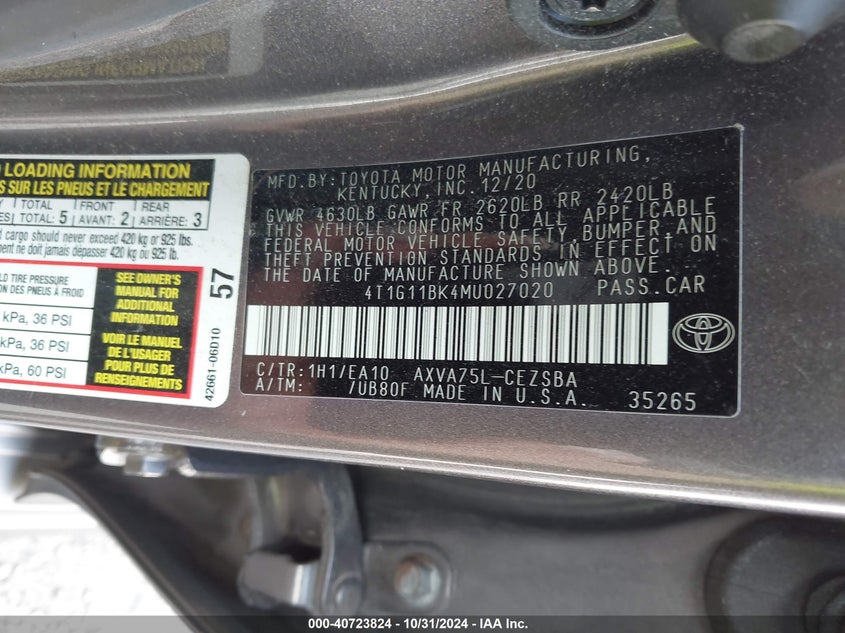 LOADING INFORMATION
SUR LES PNEUS ET LE CHARGEMENT
TOTAL FRONT REAR
TOTAL: 5 AVANT: 2 ARRIÈRE: 3
cargo should never exceed 420 kg or 925 lbs.
ne doit jamais dépasser 420 kg ou 925 lb.
TIRE PRESSURE
DES PNEUS À FROID
kPa, 36 PSI
kPa, 36 PSI
kPa, 60 PSI
SEE OWNER'S
MANUAL FOR
ADDITIONAL
INFORMATION
VOIR LE MANUEL
DE L'USAGER
POUR PLUS DE
RENSEIGNEMENTS
57
42661-06D10
MFD.BY:TOYOTA MOTOR MANUFACTURING,
KENTUCKY, INC. 12/20
GVWR 4630LB GAWR FR 2620LB RR 2420LB
THIS VEHICLE CONFORMS TO ALL APPLICABLE
FEDERAL MOTOR VEHICLE SAFETY, BUMPER AND
THEFT PREVENTION STANDARDS IN EFFECT ON
THE DATE OF MANUFACTURE SHOWN ABOVE.
4T1G11BK4MU027020 PASS.CAR
C/TR:1H1/EA10 AXVA75L-CEZSBA
A/TM: /UB80F MADE IN U.S.A. 35265
TOYOTA
000-40723824 - 10/31/2024 - IAA Inc.